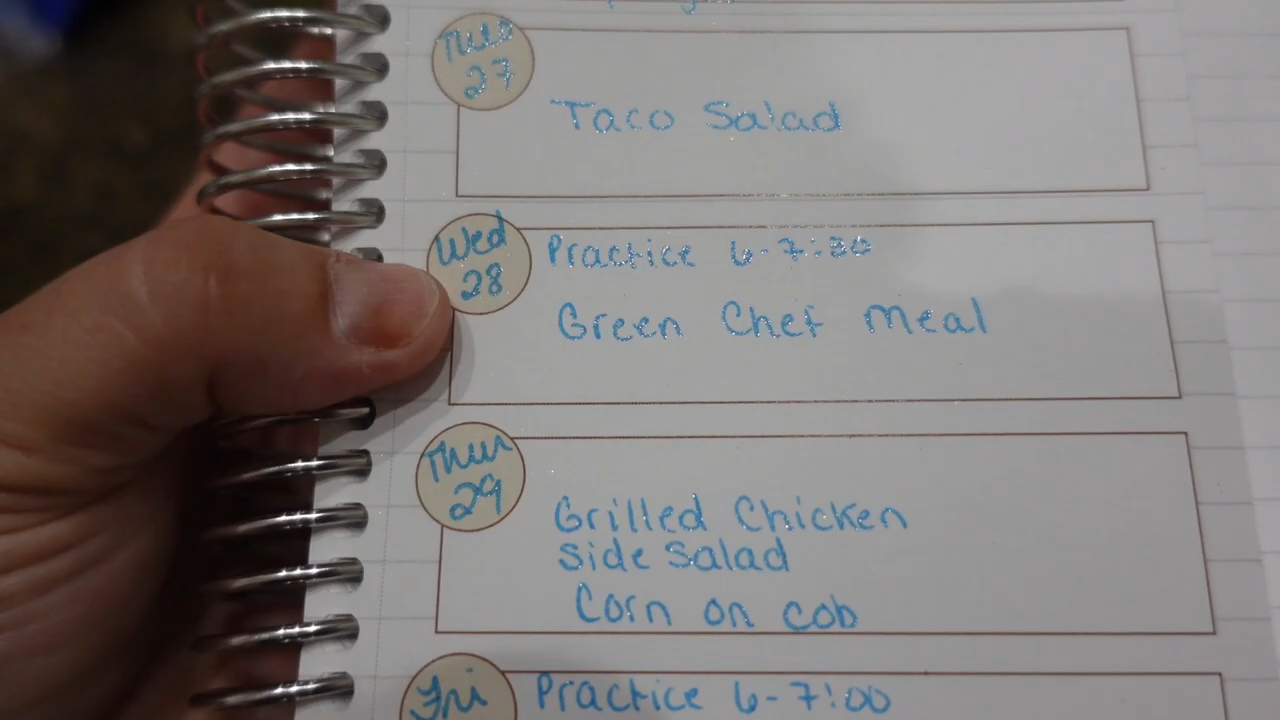 Tues
27
Taco Salad
Wed
28
Practice 6-7:30
Green Chef Meal
Thur
29
Grilled Chicken
Side Salad
Corn on cob
Fri
Practice 6-7:00